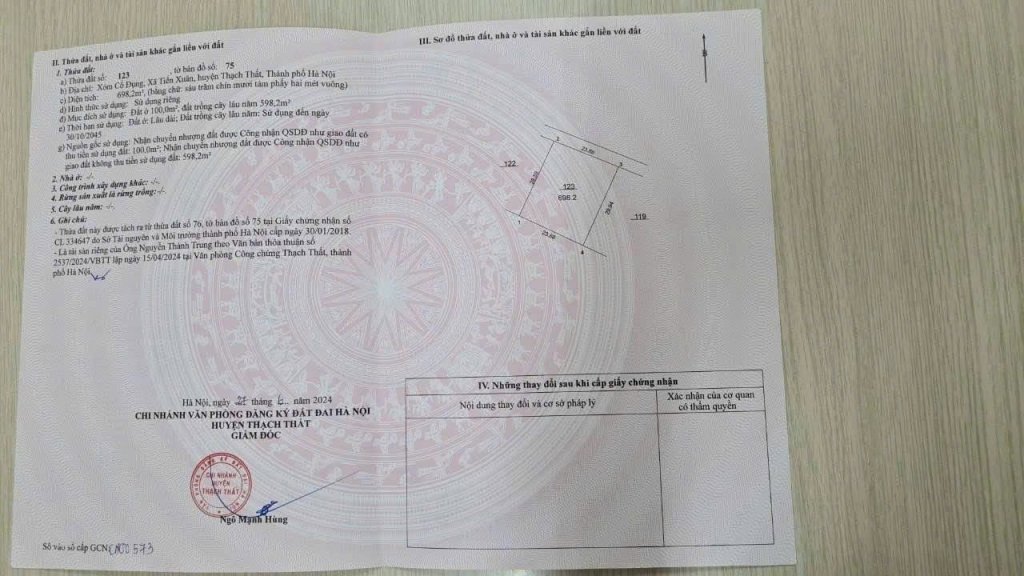 II. Thửa đất, nhà ở và tài sản khác gắn liền với đất
1. Thửa đất:
a) Thửa đất số: 123 , tờ bản đồ số: 75
b) Địa chỉ: Xóm Cố Đụng, Xã Tiến Xuân, huyện Thạch Thất, Thành phố Hà Nội
c) Diện tích: 698,2m², (bằng chữ: sáu trăm chín mươi tám phẩy hai mét vuông)
d) Hình thức sử dụng: Sử dụng riêng
đ) Mục đích sử dụng: Đất ở 100,0m², đất trồng cây lâu năm 598,2m²
e) Thời hạn sử dụng: Đất ở: Lâu dài; Đất trồng cây lâu năm: Sử dụng đến ngày
30/10/2045
g) Nguồn gốc sử dụng: Nhận chuyển nhượng đất được Công nhận QSDĐ như giao đất có
thu tiền sử dụng đất: 100,0m²; Nhận chuyển nhượng đất được Công nhận QSDĐ như
giao đất không thu tiền sử dụng đất: 598,2m²
2. Nhà ở: -/-
3. Công trình xây dựng khác: -/-
4. Rừng sản xuất là rừng trồng: -/-
5. Cây lâu năm: -/-
6. Ghi chú:
- Thửa đất này được tách ra từ thửa đất số 76, tờ bản đồ số 75 tại Giấy chứng nhận số
CL 334647 do Sở Tài nguyên và Môi trường thành phố Hà Nội cấp ngày 30/01/2018
- Là tài sản riêng của Ông Nguyễn Thành Trung theo Văn bản thỏa thuận số
2537/2024/VBTT lập ngày 15/04/2024 tại Văn phòng Công chứng Thạch Thất, thành
phố Hà Nội
Hà Nội, ngày tháng năm 2024
CHI NHÁNH VĂN PHÒNG ĐĂNG KÝ ĐẤT ĐAI HÀ NỘI
HUYỆN THẠCH THẤT
GIÁM ĐỐC
CHI NHÁNH
HUYỆN
THẠCH THẤT
Ngô Mạnh Hùng
Số vào sổ cấp GCN
III. Sơ đồ thửa đất, nhà ở và tài sản khác gắn liền với đất
B
2
23.80
3
122
123
698.2
119
1
4
IV. Những thay đổi sau khi cấp giấy chứng nhận
Nội dung thay đổi và cơ sở pháp lý
Xác nhận của cơ quan
có thẩm quyền